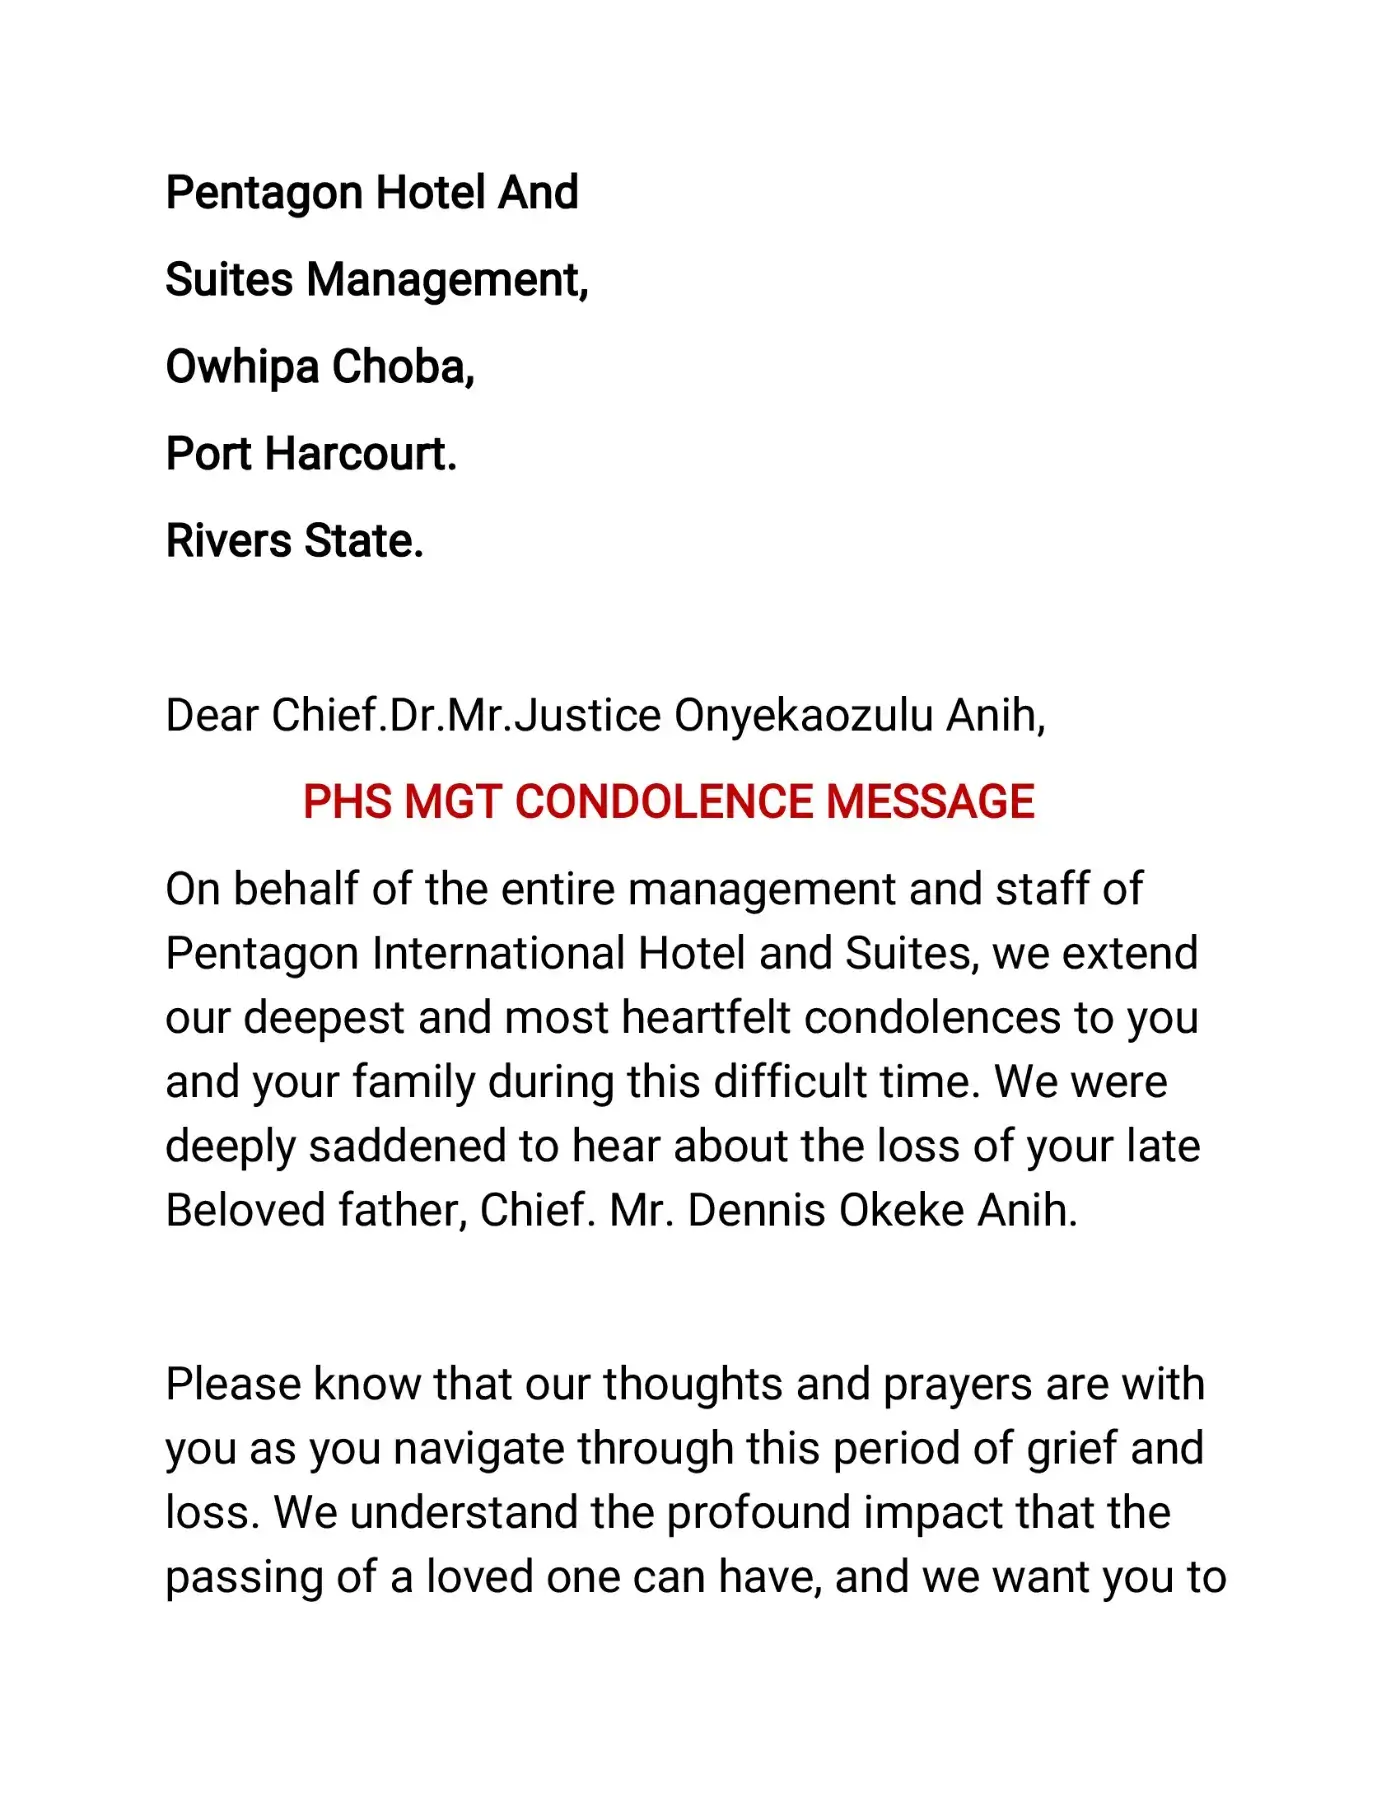 Pentagon Hotel And
Suites Management,
Owhipa Choba,
Port Harcourt.
Rivers State.
Dear Chief.Dr.Mr.Justice Onyekaozulu Anih,
PHS MGT CONDOLENCE MESSAGE
On behalf of the entire management and staff of
Pentagon International Hotel and Suites, we extend
our deepest and most heartfelt condolences to you
and your family during this difficult time. We were
deeply saddened to hear about the loss of your late
Beloved father, Chief. Mr. Dennis Okeke Anih.
Please know that our thoughts and prayers are with
you as you navigate through this period of grief and
loss. We understand the profound impact that the
passing of a loved one can have, and we want you to